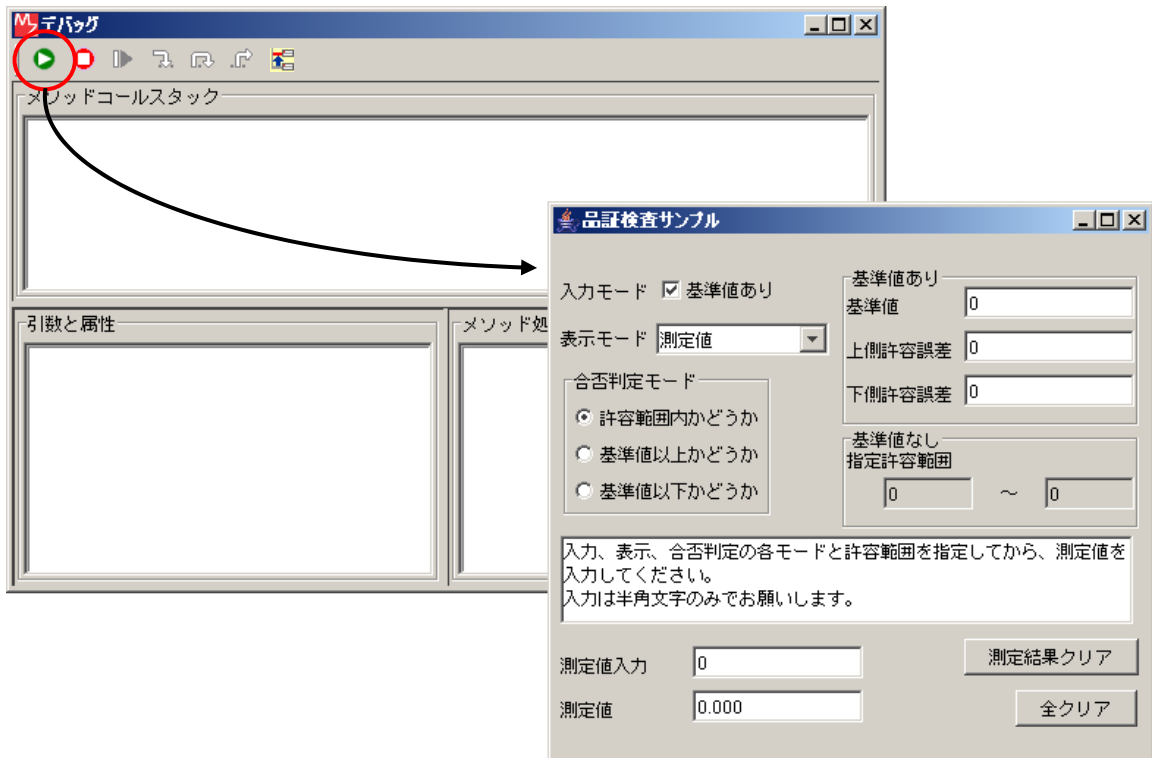 デバッグ
メソッドコールスタック
引数と属性
メソッド処
品証検査サンプル
入力モード
基準値あり
表示モード
測定値
合否判定モード
許容範囲内かどうか
基準値以上かどうか
基準値以下かどうか
基準値あり
基準値
0
上側許容誤差
0
下側許容誤差
0
基準値なし
指定許容範囲
0
～
0
入力、表示、合否判定の各モードと許容範囲を指定してから、測定値を
入力してください。
入力は半角文字のみでお願いします。
測定値入力
0
測定結果クリア
測定値
0.000
全クリア